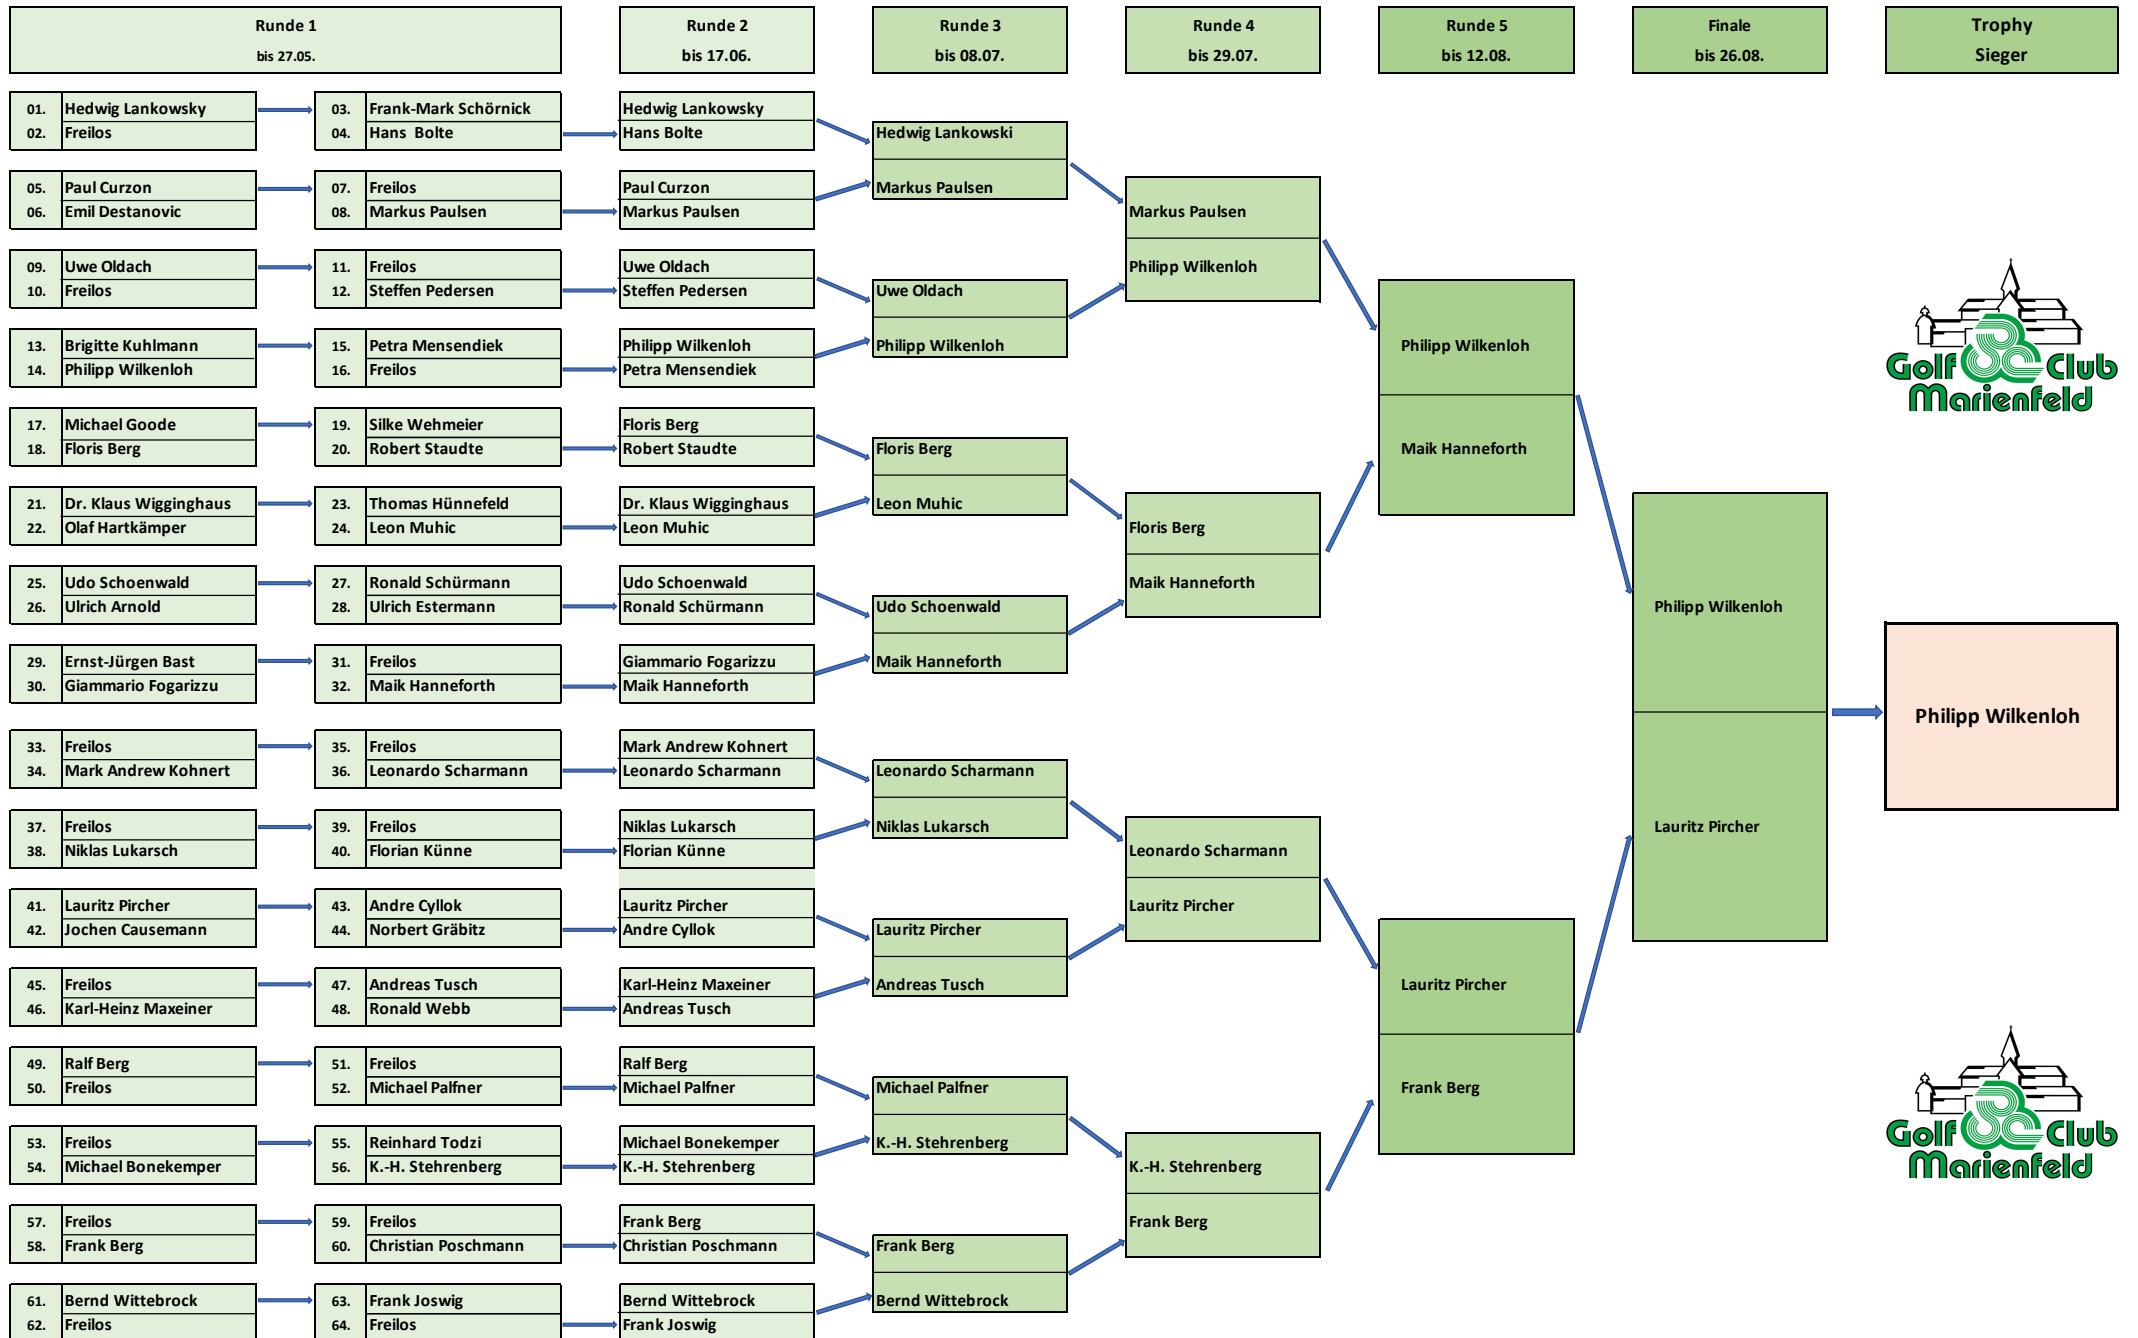 Runde 1
bis 27.05.
Runde 2
bis 17.06.
Runde 3
bis 08.07.
Runde 4
bis 29.07.
Runde 5
bis 12.08.
Finale
bis 26.08.
Trophy
Sieger
01. Hedwig Lankowsky
02. Freilos
05. Paul Curzon
06. Emil Destanovic
09. Uwe Oldach
10. Freilos
13. Brigitte Kuhlmann
14. Philipp Wilkenloh
17. Michael Goode
18. Floris Berg
21. Dr. Klaus Wigginghaus
22. Olaf Hartkämper
25. Udo Schoenwald
26. Ulrich Arnold
29. Ernst-Jürgen Bast
30. Giammario Fogarizzu
33. Freilos
34. Mark Andrew Kohnert
37. Freilos
38. Niklas Lukarsch
41. Lauritz Pircher
42. Jochen Causemann
45. Freilos
46. Karl-Heinz Maxeiner
49. Ralf Berg
50. Freilos
53. Freilos
54. Michael Bonekemper
57. Freilos
58. Frank Berg
61. Bernd Wittebrock
62. Freilos
03. Frank-Mark Schörnick
04. Hans Bolte
07. Freilos
08. Markus Paulsen
11. Freilos
12. Steffen Pedersen
15. Petra Mensendiek
16. Freilos
19. Silke Wehmeier
20. Robert Staudte
23. Thomas Hünnefeld
24. Leon Muhic
27. Ronald Schürmann
28. Ulrich Estermann
31. Freilos
32. Maik Hanneforth
35. Freilos
36. Leonardo Scharmann
39. Freilos
40. Florian Künne
43. Andre Cyllok
44. Norbert Gräbitz
47. Andreas Tusch
48. Ronald Webb
51. Freilos
52. Michael Palfner
55. Reinhard Todzi
56. K.-H. Stehrenberg
59. Freilos
60. Christian Poschmann
63. Frank Joswig
64. Freilos
Hedwig Lankowsky
Hans Bolte
Paul Curzon
Markus Paulsen
Uwe Oldach
Steffen Pedersen
Philipp Wilkenloh
Petra Mensendiek
Floris Berg
Robert Staudte
Dr. Klaus Wigginghaus
Leon Muhic
Udo Schoenwald
Ronald Schürmann
Giammario Fogarizzu
Maik Hanneforth
Mark Andrew Kohnert
Leonardo Scharmann
Niklas Lukarsch
Florian Künne
Lauritz Pircher
Andre Cyllok
Karl-Heinz Maxeiner
Andreas Tusch
Ralf Berg
Michael Palfner
Michael Bonekemper
K.-H. Stehrenberg
Frank Berg
Christian Poschmann
Bernd Wittebrock
Frank Joswig
Hedwig Lankowski
Markus Paulsen
Uwe Oldach
Philipp Wilkenloh
Floris Berg
Leon Muhic
Udo Schoenwald
Maik Hanneforth
Leonardo Scharmann
Niklas Lukarsch
Lauritz Pircher
Andreas Tusch
Michael Palfner
K.-H. Stehrenberg
Frank Berg
Bernd Wittebrock
Markus Paulsen
Philipp Wilkenloh
Floris Berg
Maik Hanneforth
Leonardo Scharmann
Lauritz Pircher
K.-H. Stehrenberg
Frank Berg
Philipp Wilkenloh
Maik Hanneforth
Lauritz Pircher
Frank Berg
Philipp Wilkenloh
Lauritz Pircher
Philipp Wilkenloh
Golf Club
Marienfeld
Golf Club
Marienfeld